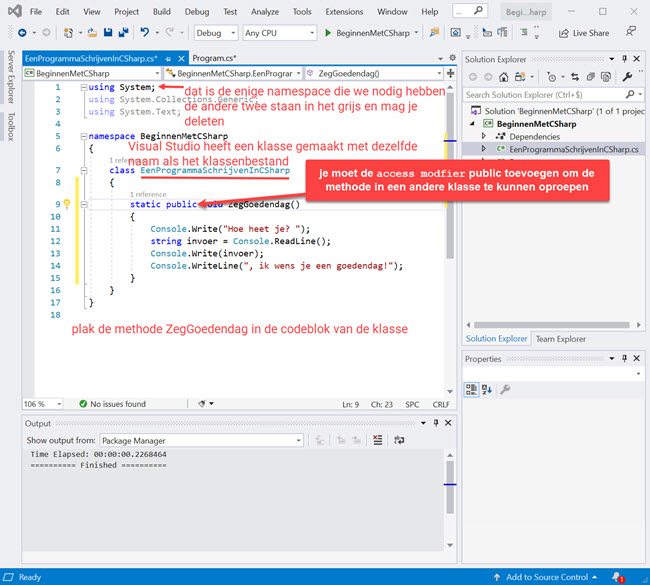 File Edit View Project Build Debug Test Analyze Tools Extensions Window Help ... Begi...harp
Debug Any CPU BeginnenMetCSharp Live Share
Server Explorer
Toolbox
EenProgrammaSchrijvenInCSharp.cs* Program.cs*
BeginnenMetCSharp BeginnenMetCSharp.EenPrograr ZegGoedendag()
1 using System;
2 using System.Collections.Generic;
3 using System.Text;
4
5 namespace BeginnenMetCSharp
6 {
1 reference
7 class EenProgrammaSchrijvenInCSharp
8 {
1 reference
9 static public void ZegGoedendag()
10 {
11 Console.Write("Hoe heet je? ");
12 string invoer = Console.ReadLine();
13 Console.Write(invoer);
14 Console.WriteLine(", ik wens je een goedendag!");
15 }
16 }
17 }
18
dat is de enige namespace die we nodig hebben
de andere twee staan in het grijs en mag je
deleten
Visual Studio heeft een klasse gemaakt met dezelfde
naam als het klassenbestand
je moet de access modfier public toevoegen om de
methode in een andere klasse te kunnen oproepen
plak de methode ZegGoedendag in de codeblok van de klasse
106 % No issues found Ln: 9 Ch: 23 SPC CRLF
Output
Show output from: Package Manager
Time Elapsed: 00:00:00.2268464
========== Finished ==========
Solution Explorer
Search Solution Explorer (Ctrl+$)
Solution 'BeginnenMetCSharp' (1 of 1 projec
BeginnenMetCSharp
Dependencies
EenProgrammaSchrijvenInCSharp.cs
Solution Explorer Team Explorer
Properties
Ready Add to Source Control 1